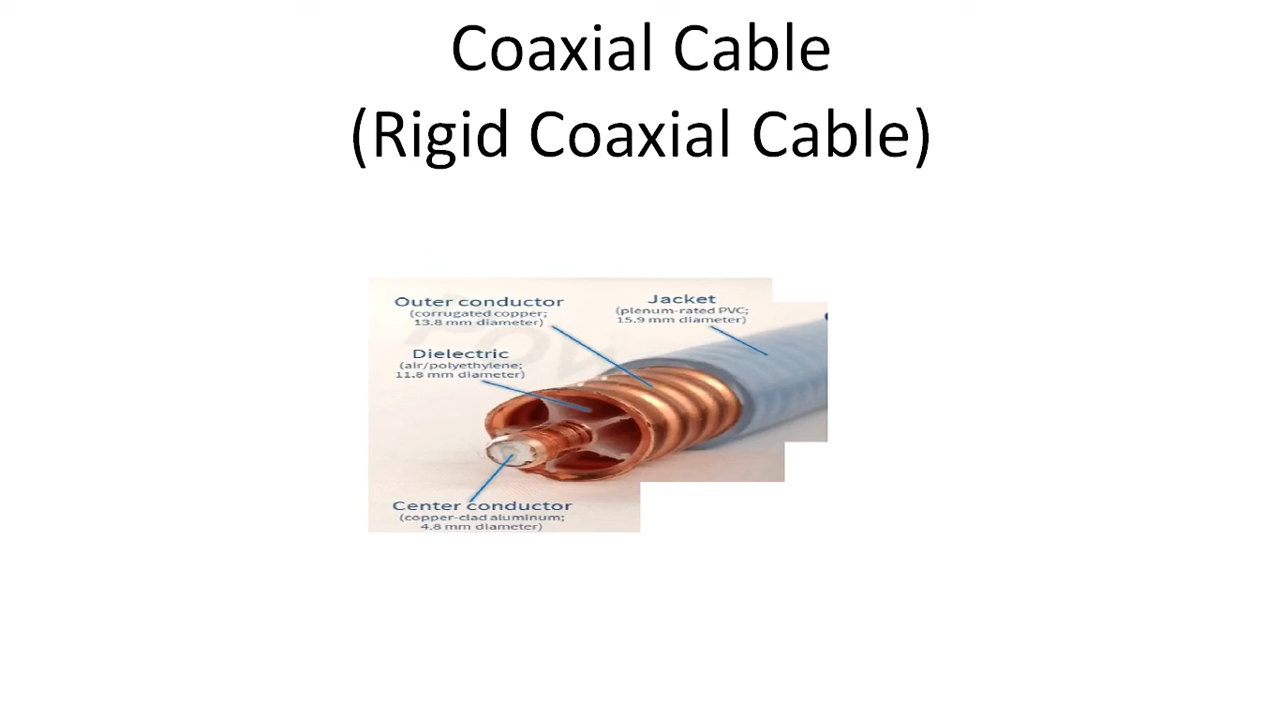 Coaxial Cable
(Rigid Coaxial Cable)
Outer conductor
(corrugated copper;
13.8 mm diameter)
Jacket
(plenum-rated PVC;
15.9 mm diameter)
Dielectric
(air/polyethylene;
11.8 mm diameter)
Center conductor
(copper-clad aluminum;
4.8 mm diameter)